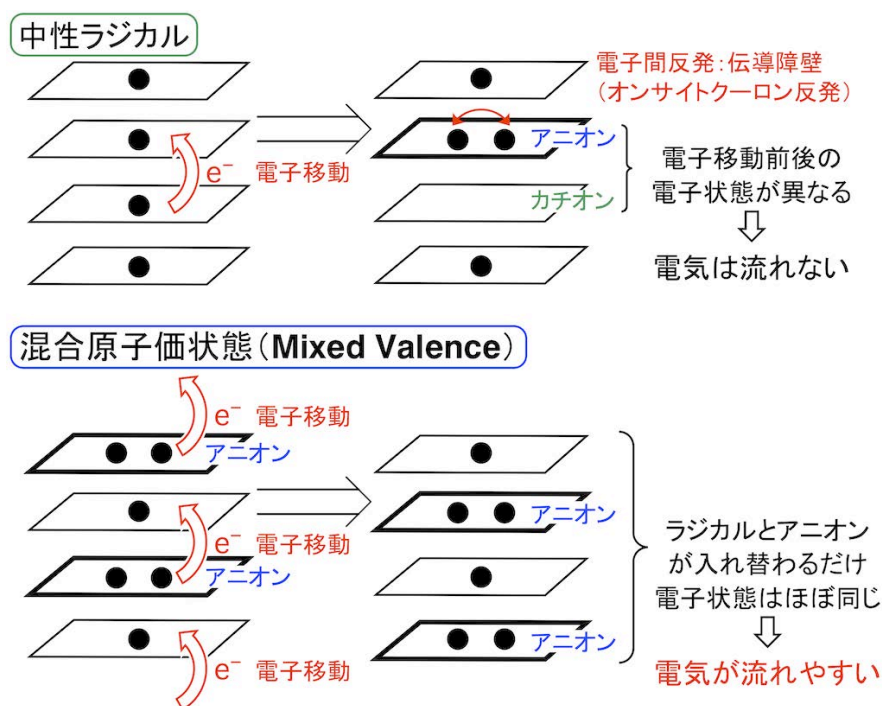 中性ラジカル
e⁻ 電子移動
電子間反発：伝導障壁
（オンサイトクーロン反発）
アニオン
カチオン
電子移動前後の
電子状態が異なる
電気は流れない
混合原子価状態（Mixed Valence）
e⁻ 電子移動
アニオン
e⁻ 電子移動
アニオン
e⁻ 電子移動
アニオン
アニオン
ラジカルとアニオン
が入れ替わるだけ
電子状態はほぼ同じ
電気が流れやすい